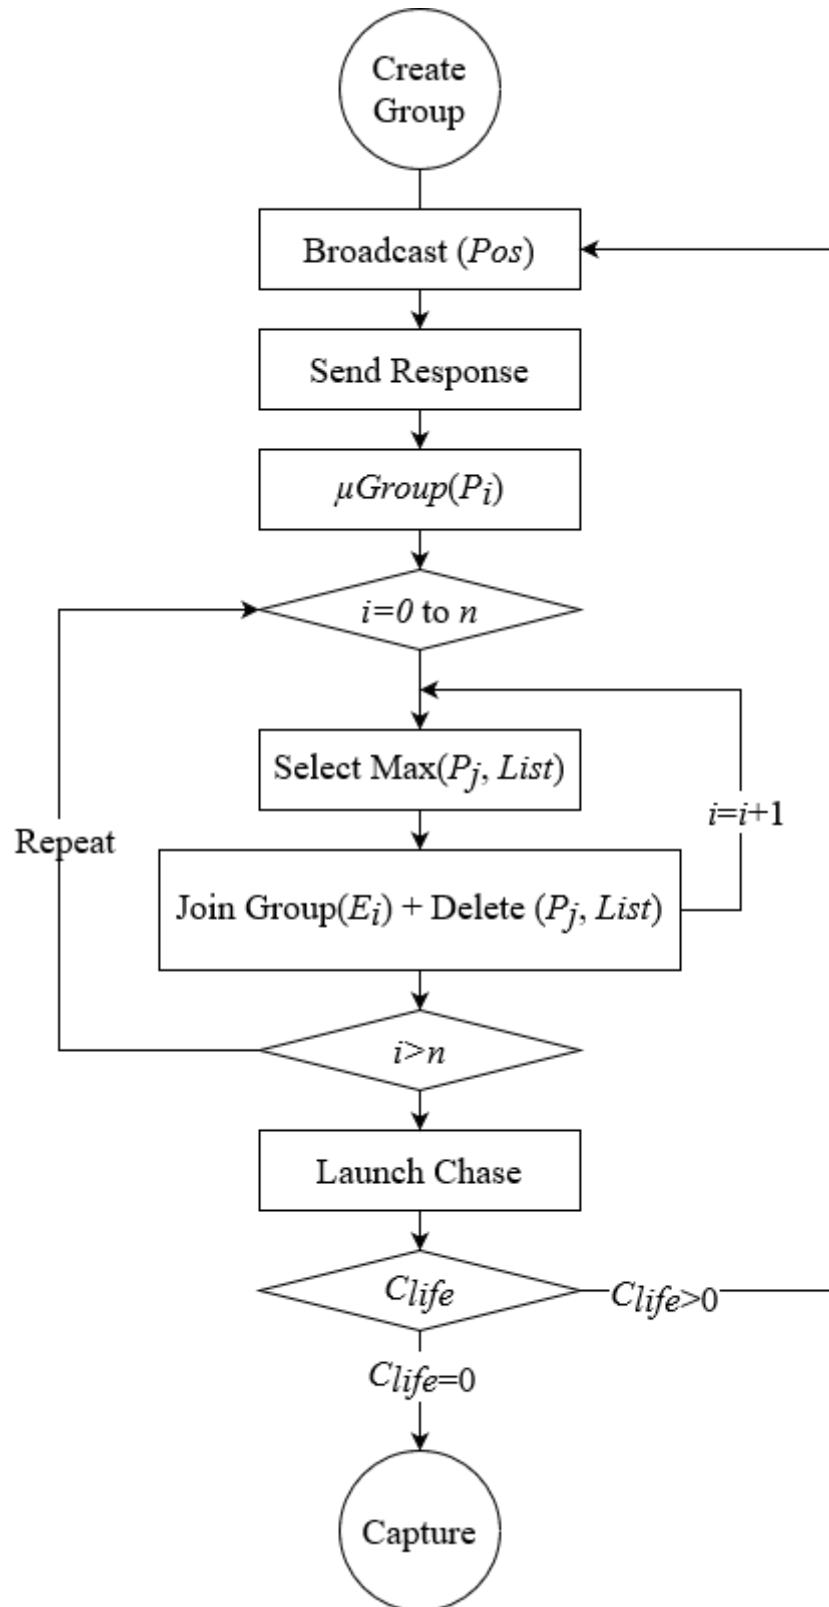 Create
Group
Broadcast (Pos)
Send Response
μGroup(Pi)
i=0 to n
Select Max(Pj, List)
i=i+1
Repeat
Join Group(Ei) + Delete (Pj, List)
i>n
Launch Chase
Clife
Clife>0
Clife=0
Capture